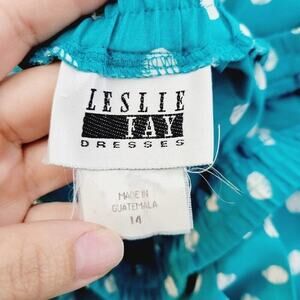 LESLIE
FAY
DRESSES
MADE IN
GUATEMALA
14